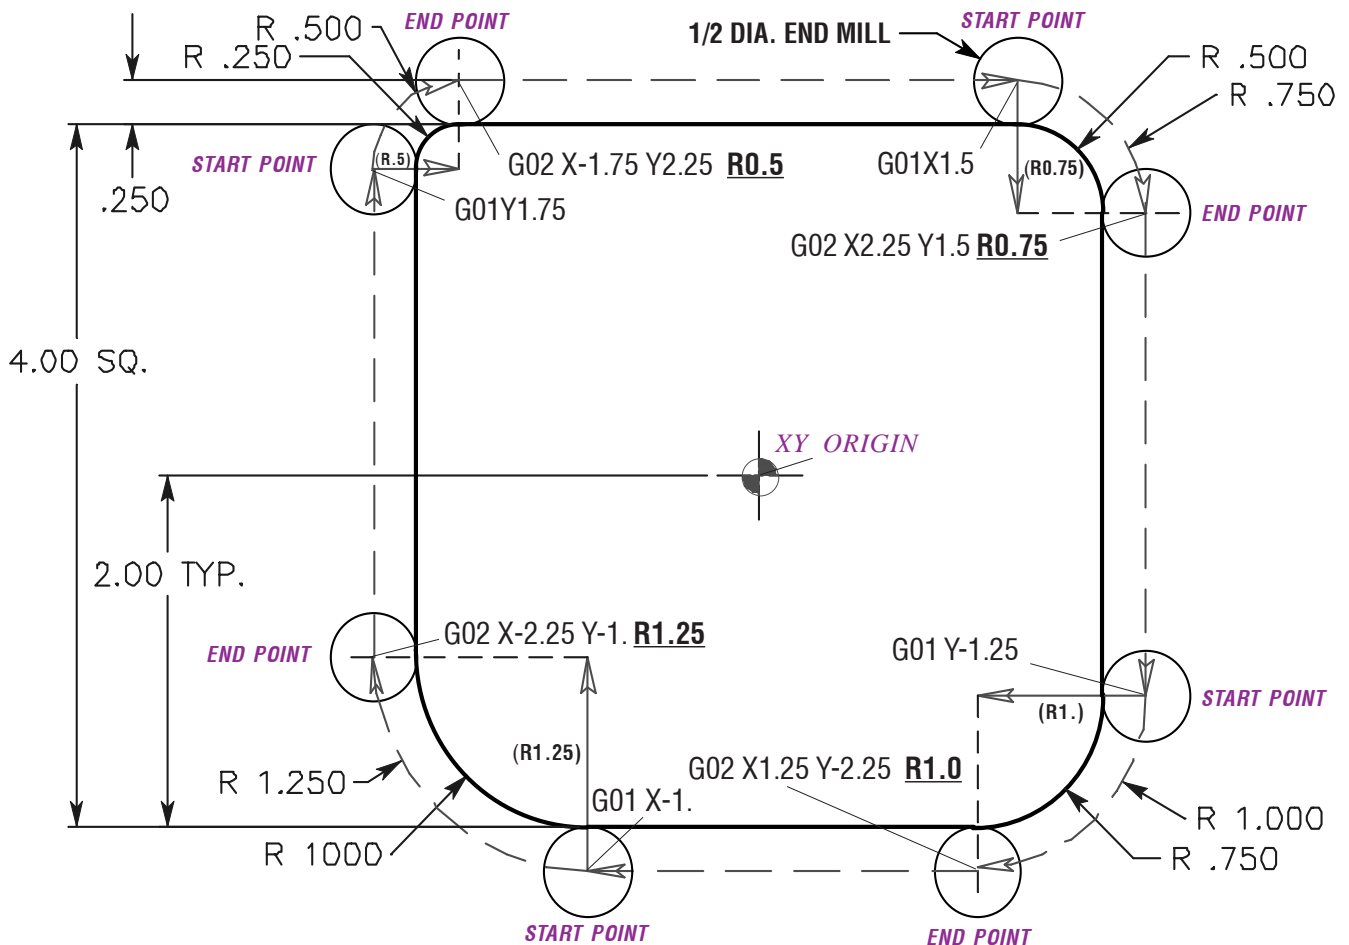 END POINT
START POINT
R .500
1/2 DIA. END MILL
R .250
R .500
R .750
START POINT
(R.5)
G02 X-1.75 Y2.25 R0.5
G01X1.5
(R0.75)
.250
G01Y1.75
END POINT
G02 X2.25 Y1.5 R0.75
4.00 SQ.
XY ORIGIN
2.00 TYP.
G02 X-2.25 Y-1. R1.25
END POINT
G01 Y-1.25
START POINT
(R1.)
(R1.25)
G02 X1.25 Y-2.25 R1.0
R 1.250
G01 X-1.
R 1.000
R 1000
R .750
START POINT
END POINT